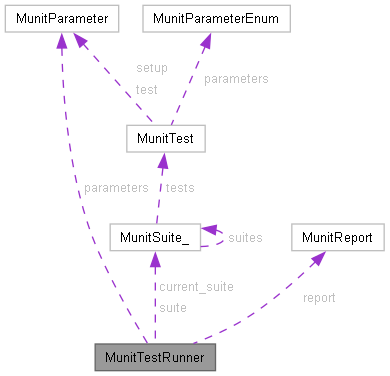 MunitParameter
MunitParameterEnum
setup
test
parameters
MunitTest
parameters
tests
MunitSuite_
suites
MunitReport
current_suite
suite
report
MunitTestRunner